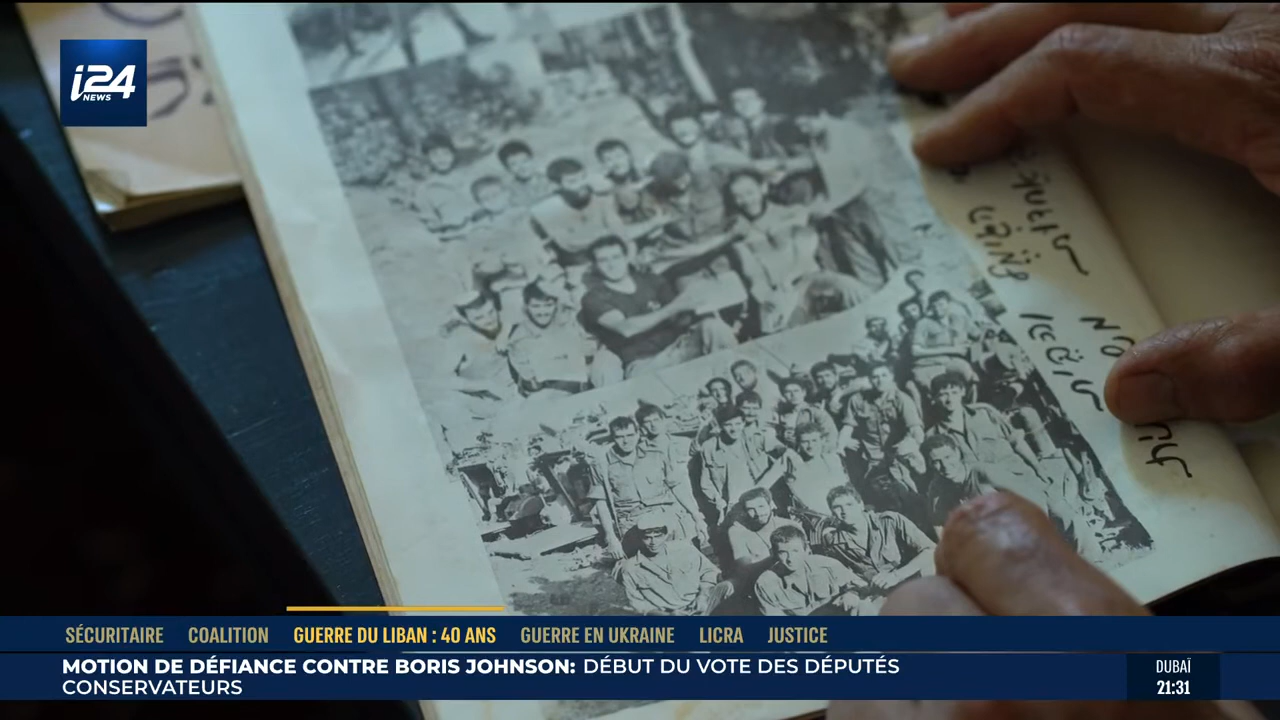 i24
NEWS
SÉCURITAIRE COALITION GUERRE DU LIBAN : 40 ANS GUERRE EN UKRAINE LICRA JUSTICE
MOTION DE DÉFIANCE CONTRE BORIS JOHNSON: DÉBUT DU VOTE DES DÉPUTÉS
CONSERVATEURS
DUBAÏ
21:31